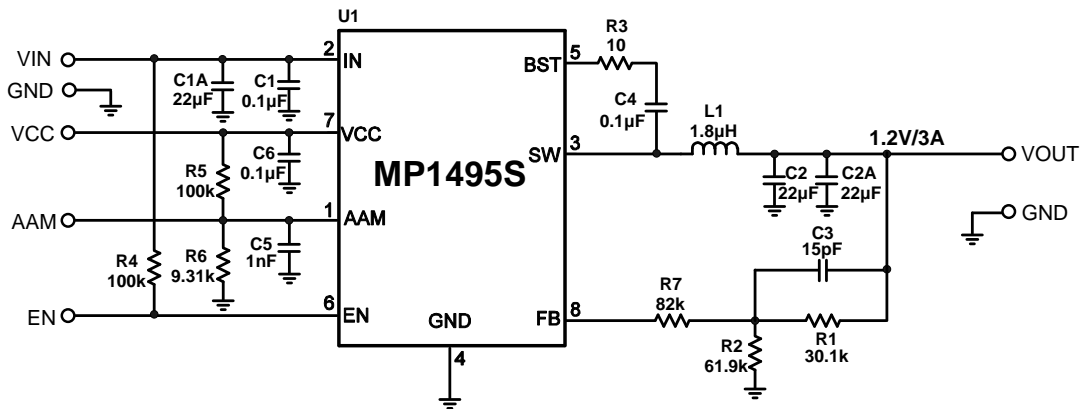 U1
VIN
2
IN
GND
C1A
22µF
C1
0.1µF
VCC
7
VCC
R5
100k
C6
0.1µF
AAM
1
AAM
R4
100k
R6
9.31k
C5
1nF
EN
6
EN
MP1495S
GND
4
BST
5
R3
10
C4
0.1µF
SW
3
L1
1.8µH
1.2V/3A
VOUT
C2
22µF
C2A
22µF
GND
C3
15pF
FB
8
R7
82k
R2
61.9k
R1
30.1k